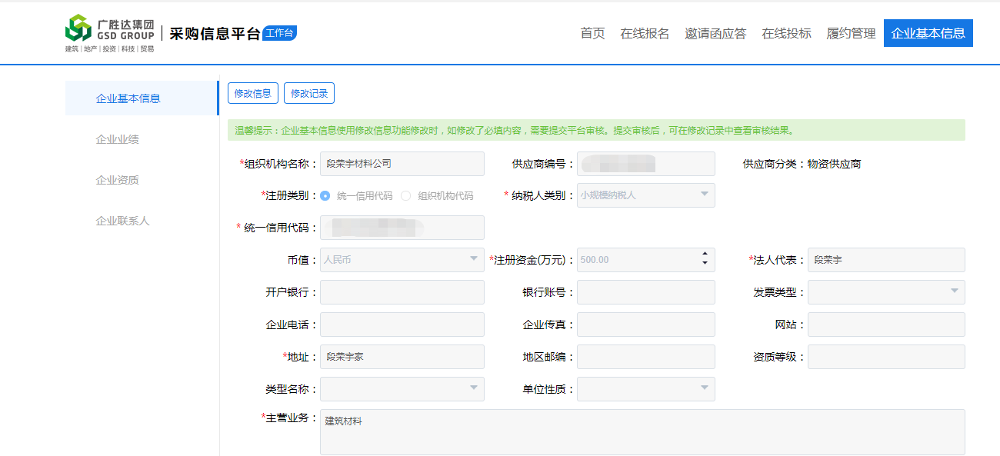 广胜达集团
GSD GROUP
建筑|地产|投资|科技|贸易
采购信息平台 工作台
首页 在线报名 邀请函应答 在线投标 履约管理 企业基本信息
企业基本信息
企业业绩
企业资质
企业联系人
修改信息 修改记录
温馨提示：企业基本信息使用修改信息功能修改时，如修改了必填内容，需要提交平台审核。提交审核后，可在修改记录中查看审核结果。
*组织机构名称： 段荣宇材料公司 供应商编号： 供应商分类：物资供应商
*注册类别： 统一信用代码 组织机构代码 * 纳税人类别： 小规模纳税人
* 统一信用代码：
币值： 人民币 *注册资金(万元)： 500.00 *法人代表： 段荣宇
开户银行： 银行账号： 发票类型：
企业电话： 企业传真： 网站：
*地址： 段荣宇家 地区邮编： 资质等级：
类型名称： 单位性质：
*主营业务： 建筑材料